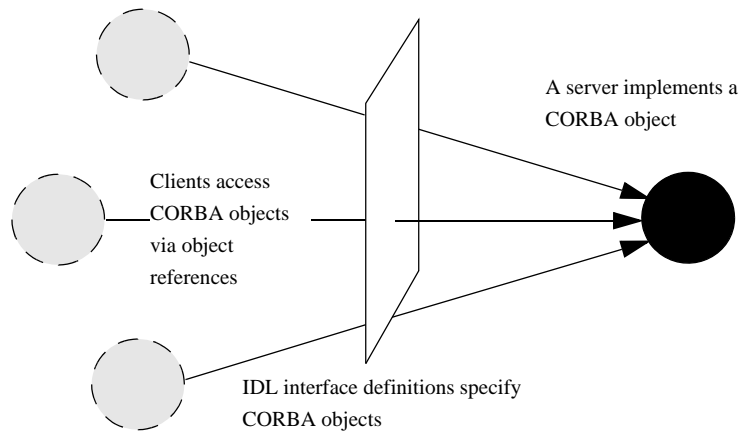 A server implements a
CORBA object
Clients access
CORBA objects
via object
references
IDL interface definitions specify
CORBA objects